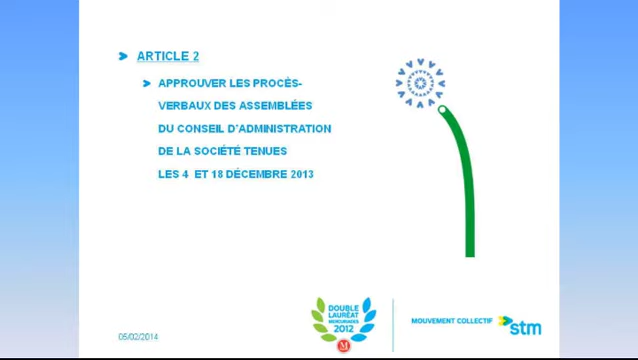 ARTICLE 2
APPROUVER LES PROCÈS-
VERBAUX DES ASSEMBLÉES
DU CONSEIL D'ADMINISTRATION
DE LA SOCIÉTÉ TENUES
LES 4 ET 18 DÉCEMBRE 2013
05/02/2014
DOUBLE
LAURÉAT
MERCURIADES
2012
M
MOUVEMENT COLLECTIF
stm